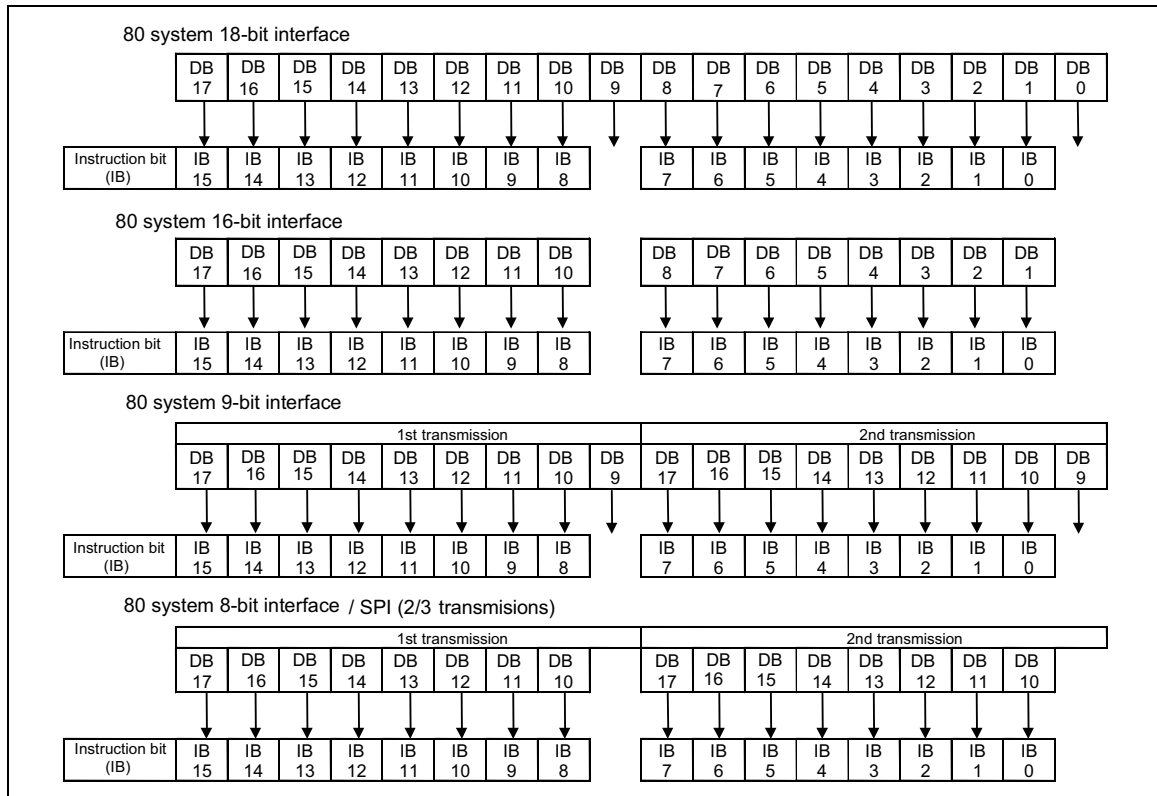 80 system 18-bit interface
DB 17 DB 16 DB 15 DB 14 DB 13 DB 12 DB 11 DB 10 DB 9 DB 8 DB 7 DB 6 DB 5 DB 4 DB 3 DB 2 DB 1 DB 0
Instruction bit (IB) IB 15 IB 14 IB 13 IB 12 IB 11 IB 10 IB 9 IB 8 IB 7 IB 6 IB 5 IB 4 IB 3 IB 2 IB 1 IB 0
80 system 16-bit interface
DB 17 DB 16 DB 15 DB 14 DB 13 DB 12 DB 11 DB 10 DB 8 DB 7 DB 6 DB 5 DB 4 DB 3 DB 2 DB 1
Instruction bit (IB) IB 15 IB 14 IB 13 IB 12 IB 11 IB 10 IB 9 IB 8 IB 7 IB 6 IB 5 IB 4 IB 3 IB 2 IB 1 IB 0
80 system 9-bit interface
1st transmission 2nd transmission
DB 17 DB 16 DB 15 DB 14 DB 13 DB 12 DB 11 DB 10 DB 9 DB 17 DB 16 DB 15 DB 14 DB 13 DB 12 DB 11 DB 10 DB 9
Instruction bit (IB) IB 15 IB 14 IB 13 IB 12 IB 11 IB 10 IB 9 IB 8 IB 7 IB 6 IB 5 IB 4 IB 3 IB 2 IB 1 IB 0
80 system 8-bit interface / SPI (2/3 transmisions)
1st transmission 2nd transmission
DB 17 DB 16 DB 15 DB 14 DB 13 DB 12 DB 11 DB 10 DB 17 DB 16 DB 15 DB 14 DB 13 DB 12 DB 11 DB 10
Instruction bit (IB) IB 15 IB 14 IB 13 IB 12 IB 11 IB 10 IB 9 IB 8 IB 7 IB 6 IB 5 IB 4 IB 3 IB 2 IB 1 IB 0